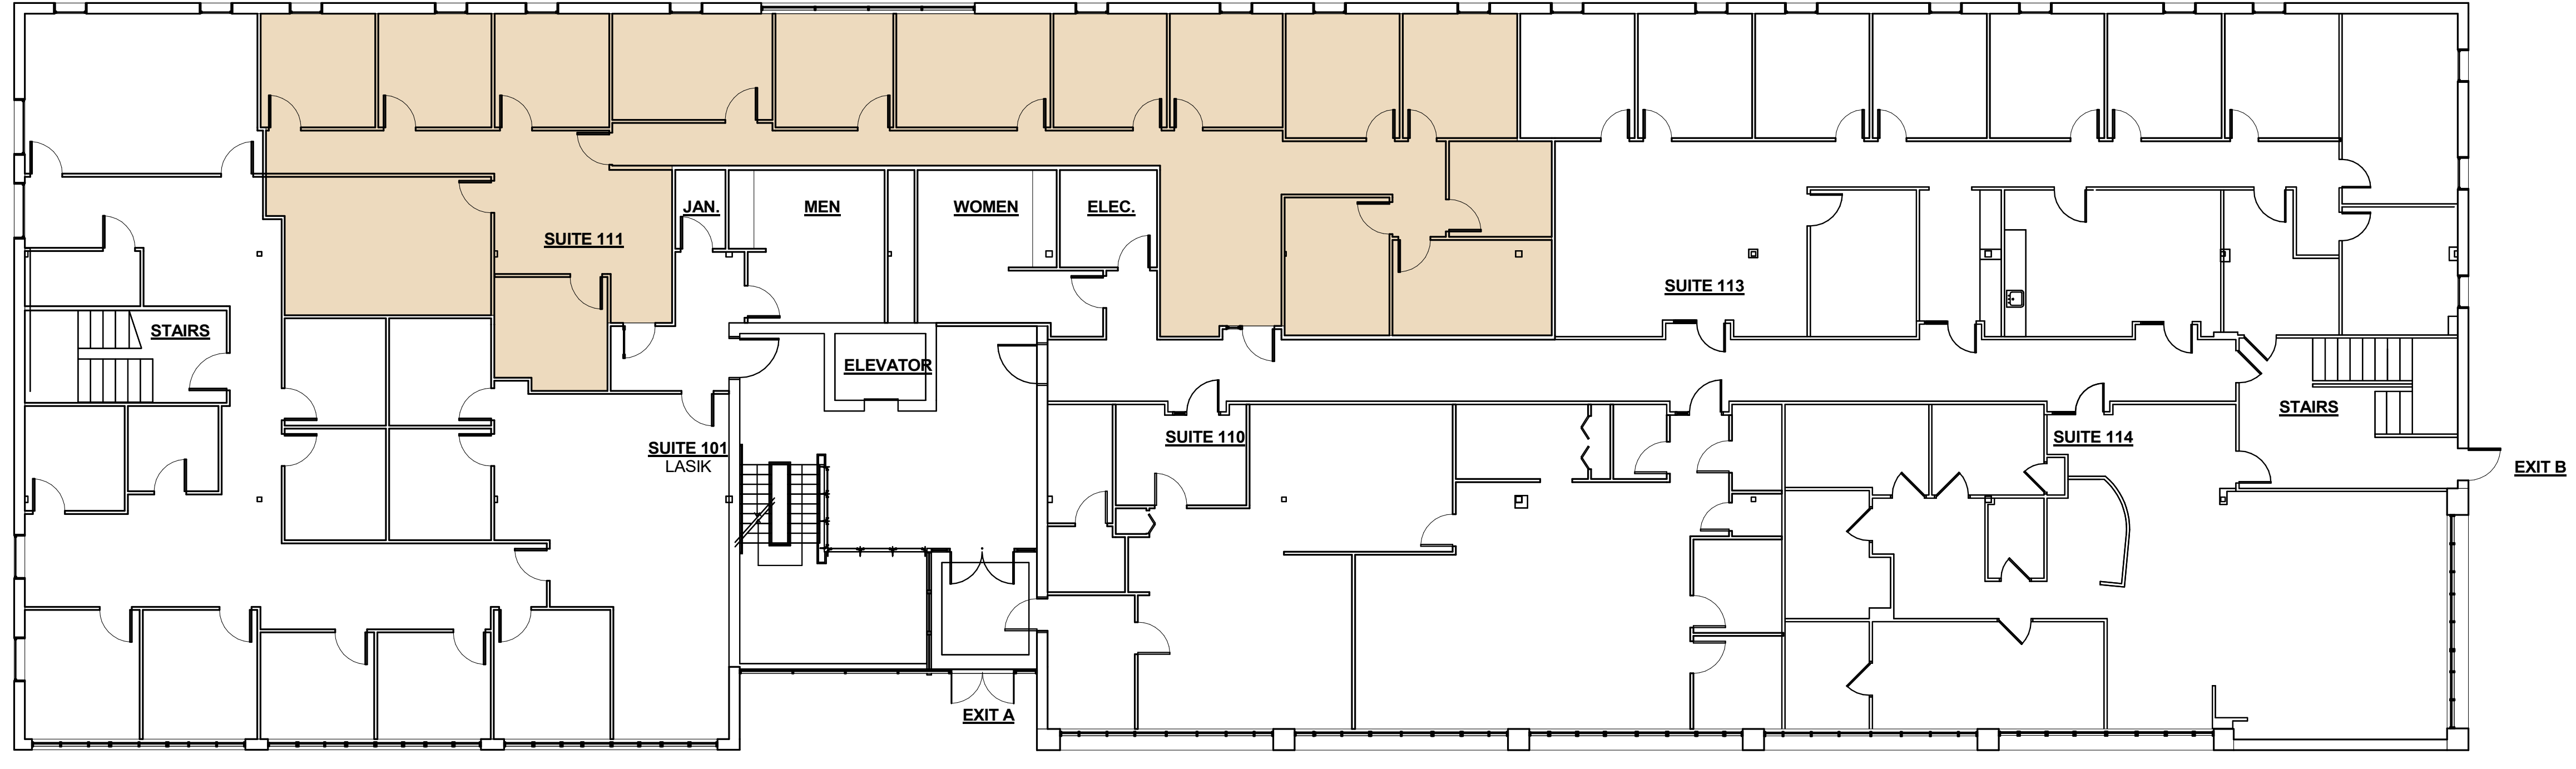 JAN.
MEN
WOMEN
ELEC.
SUITE 111
SUITE 113
STAIRS
ELEVATOR
STAIRS
SUITE 101
LASIK
SUITE 110
SUITE 114
EXIT B
EXIT A